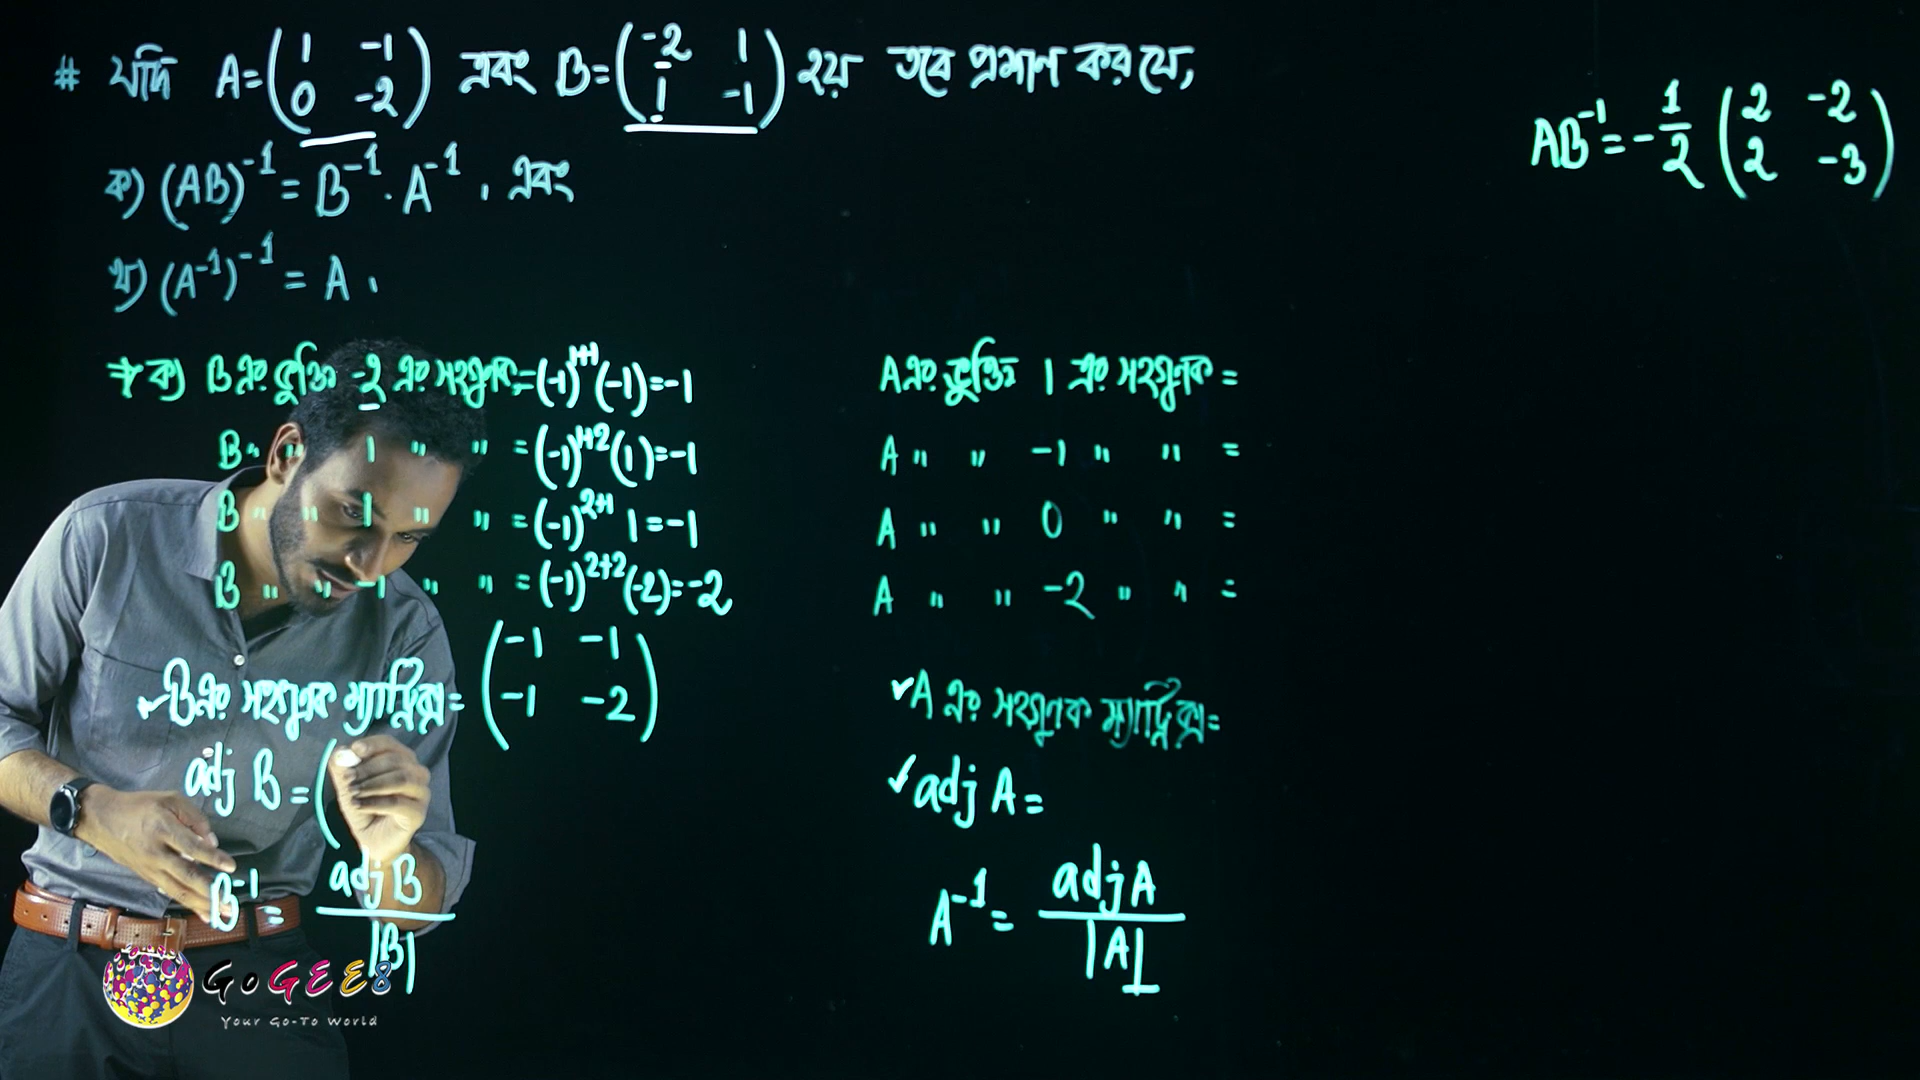 # যদি A=(1 -1 0 -2) এবং B=(-2 1 1 -1) হয় তবে প্রমাণ কর যে,
AB⁻¹=-1/2 (2 -2 2 -3)
ক) (AB)⁻¹ = B⁻¹ . A⁻¹ , এবং
খ) (A⁻¹)⁻¹ = A ,
⇒ ক) B এর ভুক্তি -2 এর সহগুণক=(-1)¹⁺¹(-1)=-1
B " " 1 " " =(-1)¹⁺²(1)=-1
B " " 1 " " =(-1)²⁺¹ 1=-1
B " " -1 " " =(-1)²⁺²(-2)=-2
B এর সহগুণক ম্যাট্রিক্স= (-1 -1 -1 -2)
adj B = (
B⁻¹ = adj B / |B|
A এর ভুক্তি 1 এর সহগুণক =
A " " -1 " " =
A " " 0 " " =
A " " -2 " " =
✓A এর সহগুণক ম্যাট্রিক্স=
✓adj A =
A⁻¹ = adj A / |A|
GoGEE8
Your Go-To World